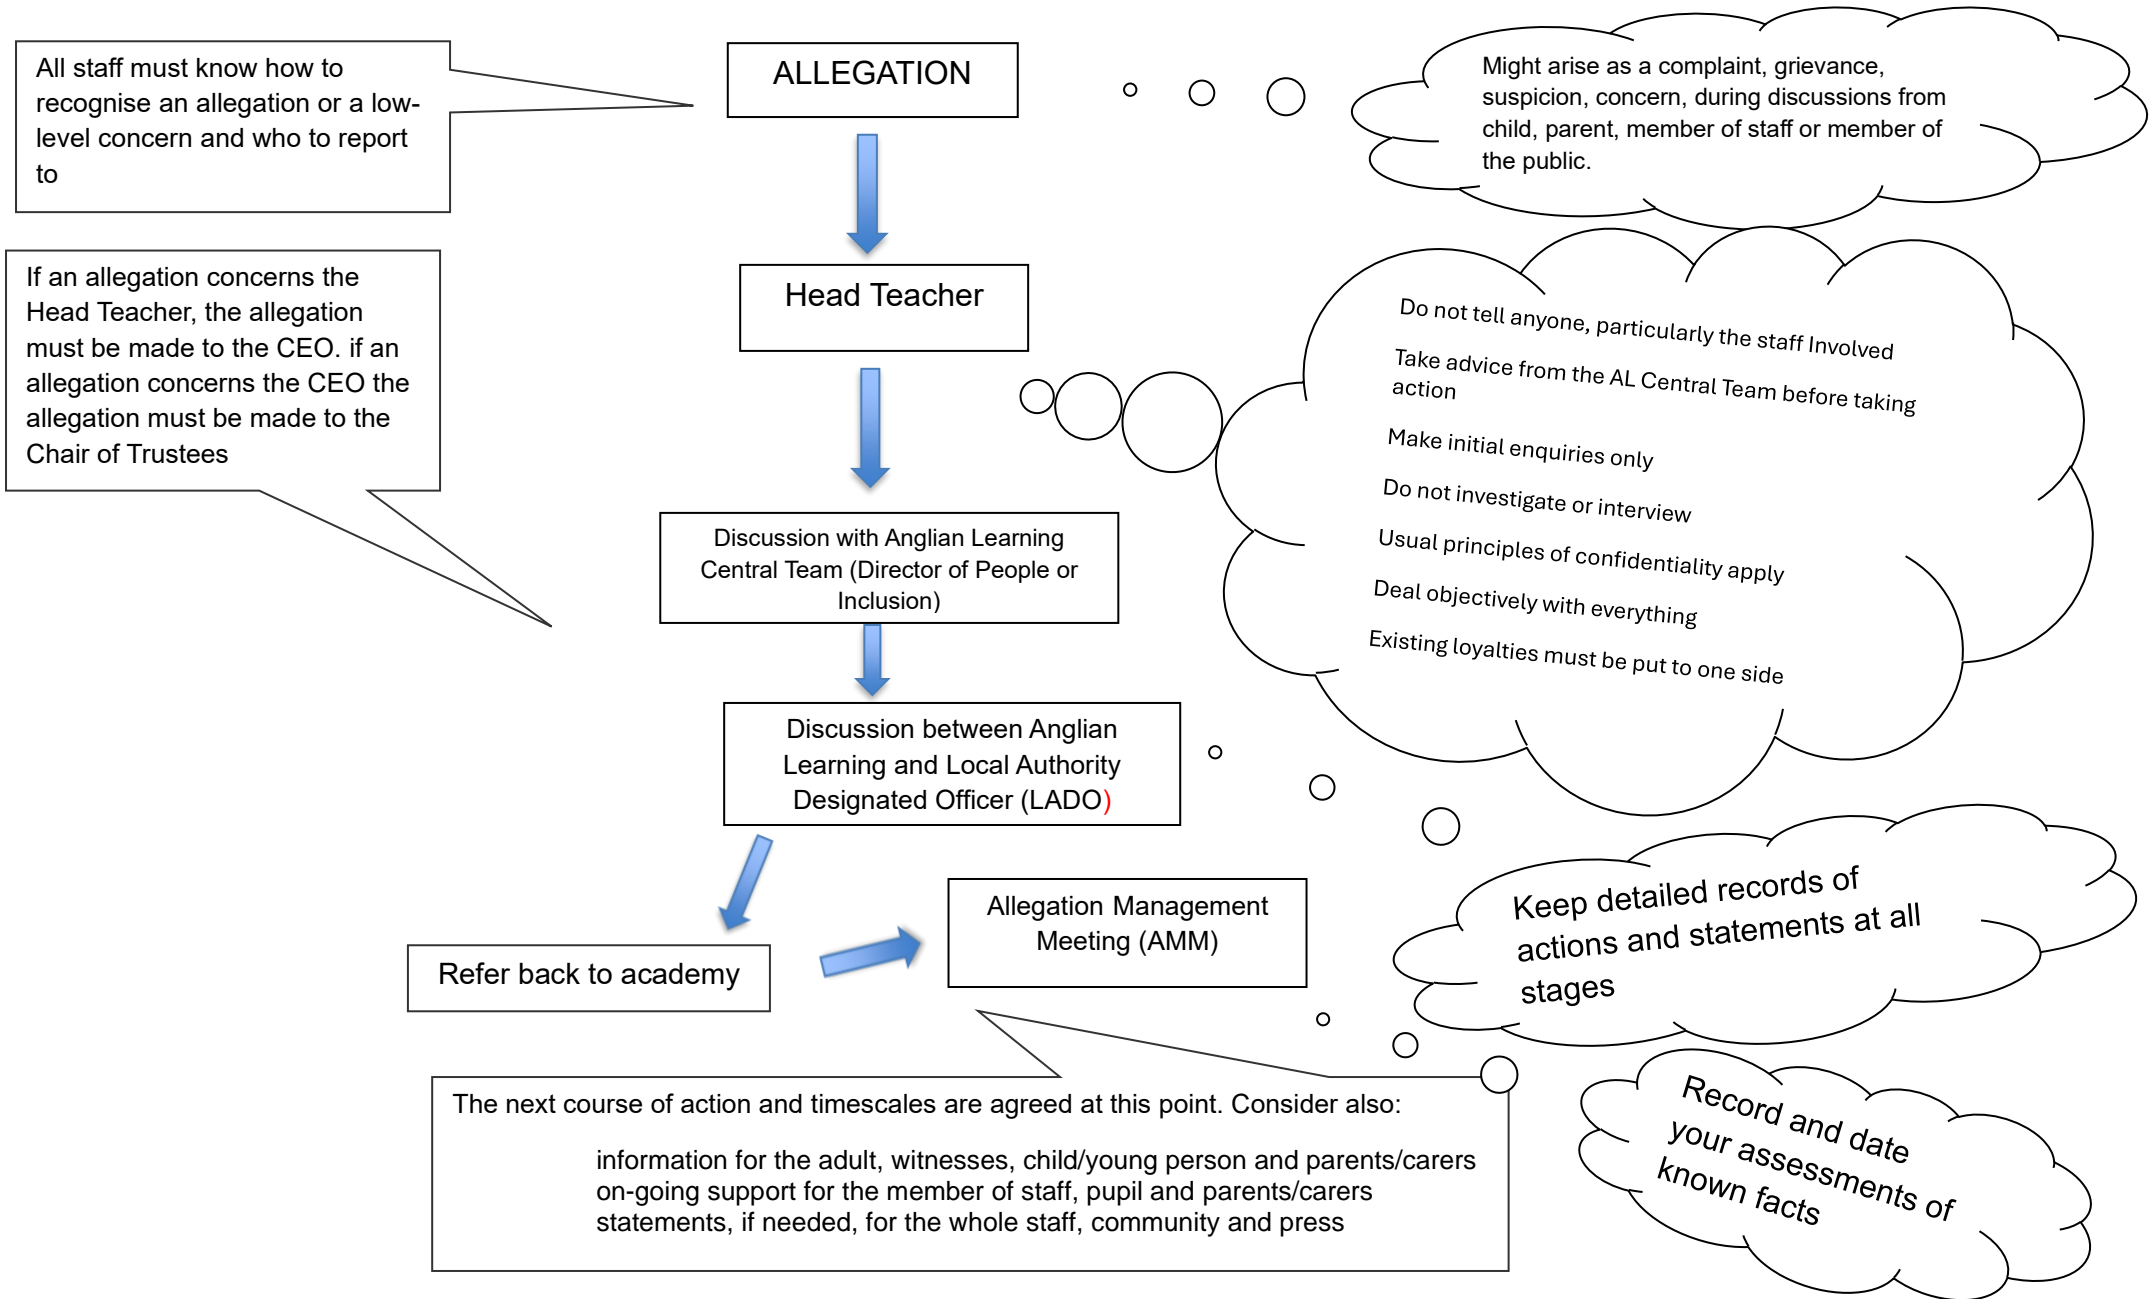 All staff must know how to
recognise an allegation or a low-
level concern and who to report
to
ALLEGATION
Might arise as a complaint, grievance,
suspicion, concern, during discussions from
child, parent, member of staff or member of
the public.
If an allegation concerns the
Head Teacher, the allegation
must be made to the CEO. if an
allegation concerns the CEO the
allegation must be made to the
Chair of Trustees
Head Teacher
Do not tell anyone, particularly the staff Involved
Take advice from the AL Central Team before taking
action
Make initial enquiries only
Do not investigate or interview
Usual principles of confidentiality apply
Deal objectively with everything
Existing loyalties must be put to one side
Discussion with Anglian Learning
Central Team (Director of People or
Inclusion)
Discussion between Anglian
Learning and Local Authority
Designated Officer (LADO)
Keep detailed records of
actions and statements at all
stages
Refer back to academy
Allegation Management
Meeting (AMM)
The next course of action and timescales are agreed at this point. Consider also:
information for the adult, witnesses, child/young person and parents/carers
on-going support for the member of staff, pupil and parents/carers
statements, if needed, for the whole staff, community and press
Record and date
your assessments of
known facts